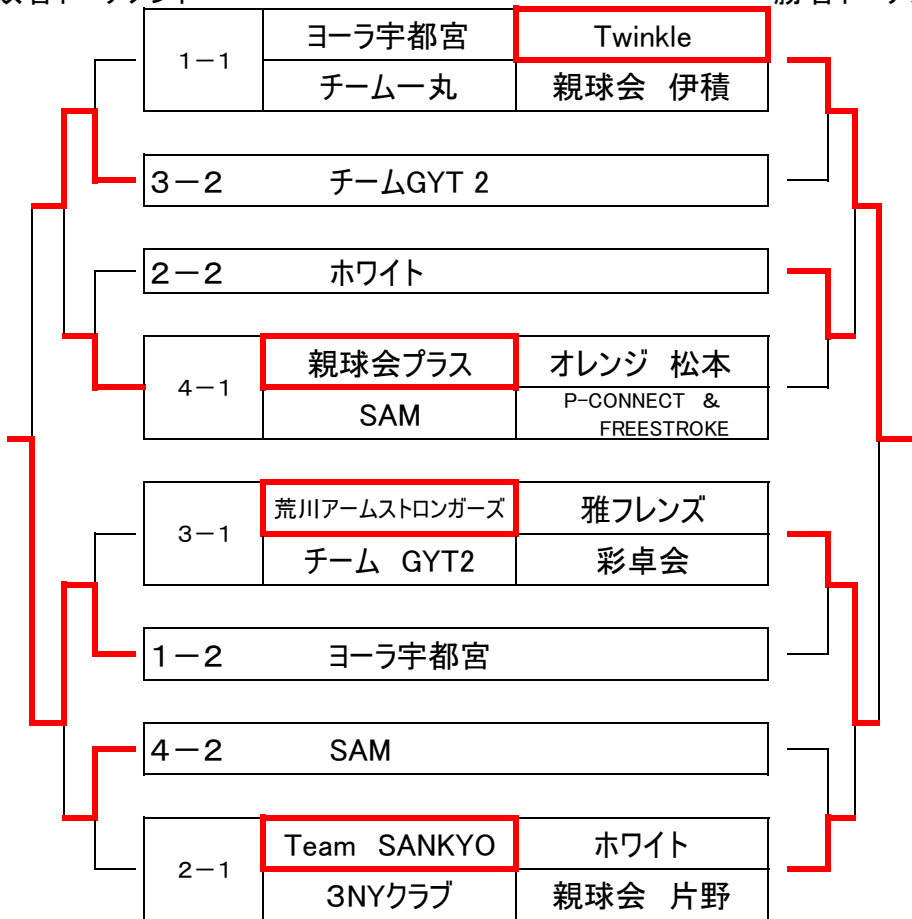 ヨーラ宇都宮 Twinkle
1-1
チーム一丸 親球会 伊積
3-2 チームGYT 2
2-2 ホワイト
親球会プラス オレンジ 松本
4-1
SAM P-CONNECT &
FREESTROKE
荒川アームストロンガーズ 雅フレンズ
3-1
チーム GYT2 彩卓会
1-2 ヨーラ宇都宮
4-2 SAM
Team SANKYO ホワイト
2-1
3NYクラブ 親球会 片野